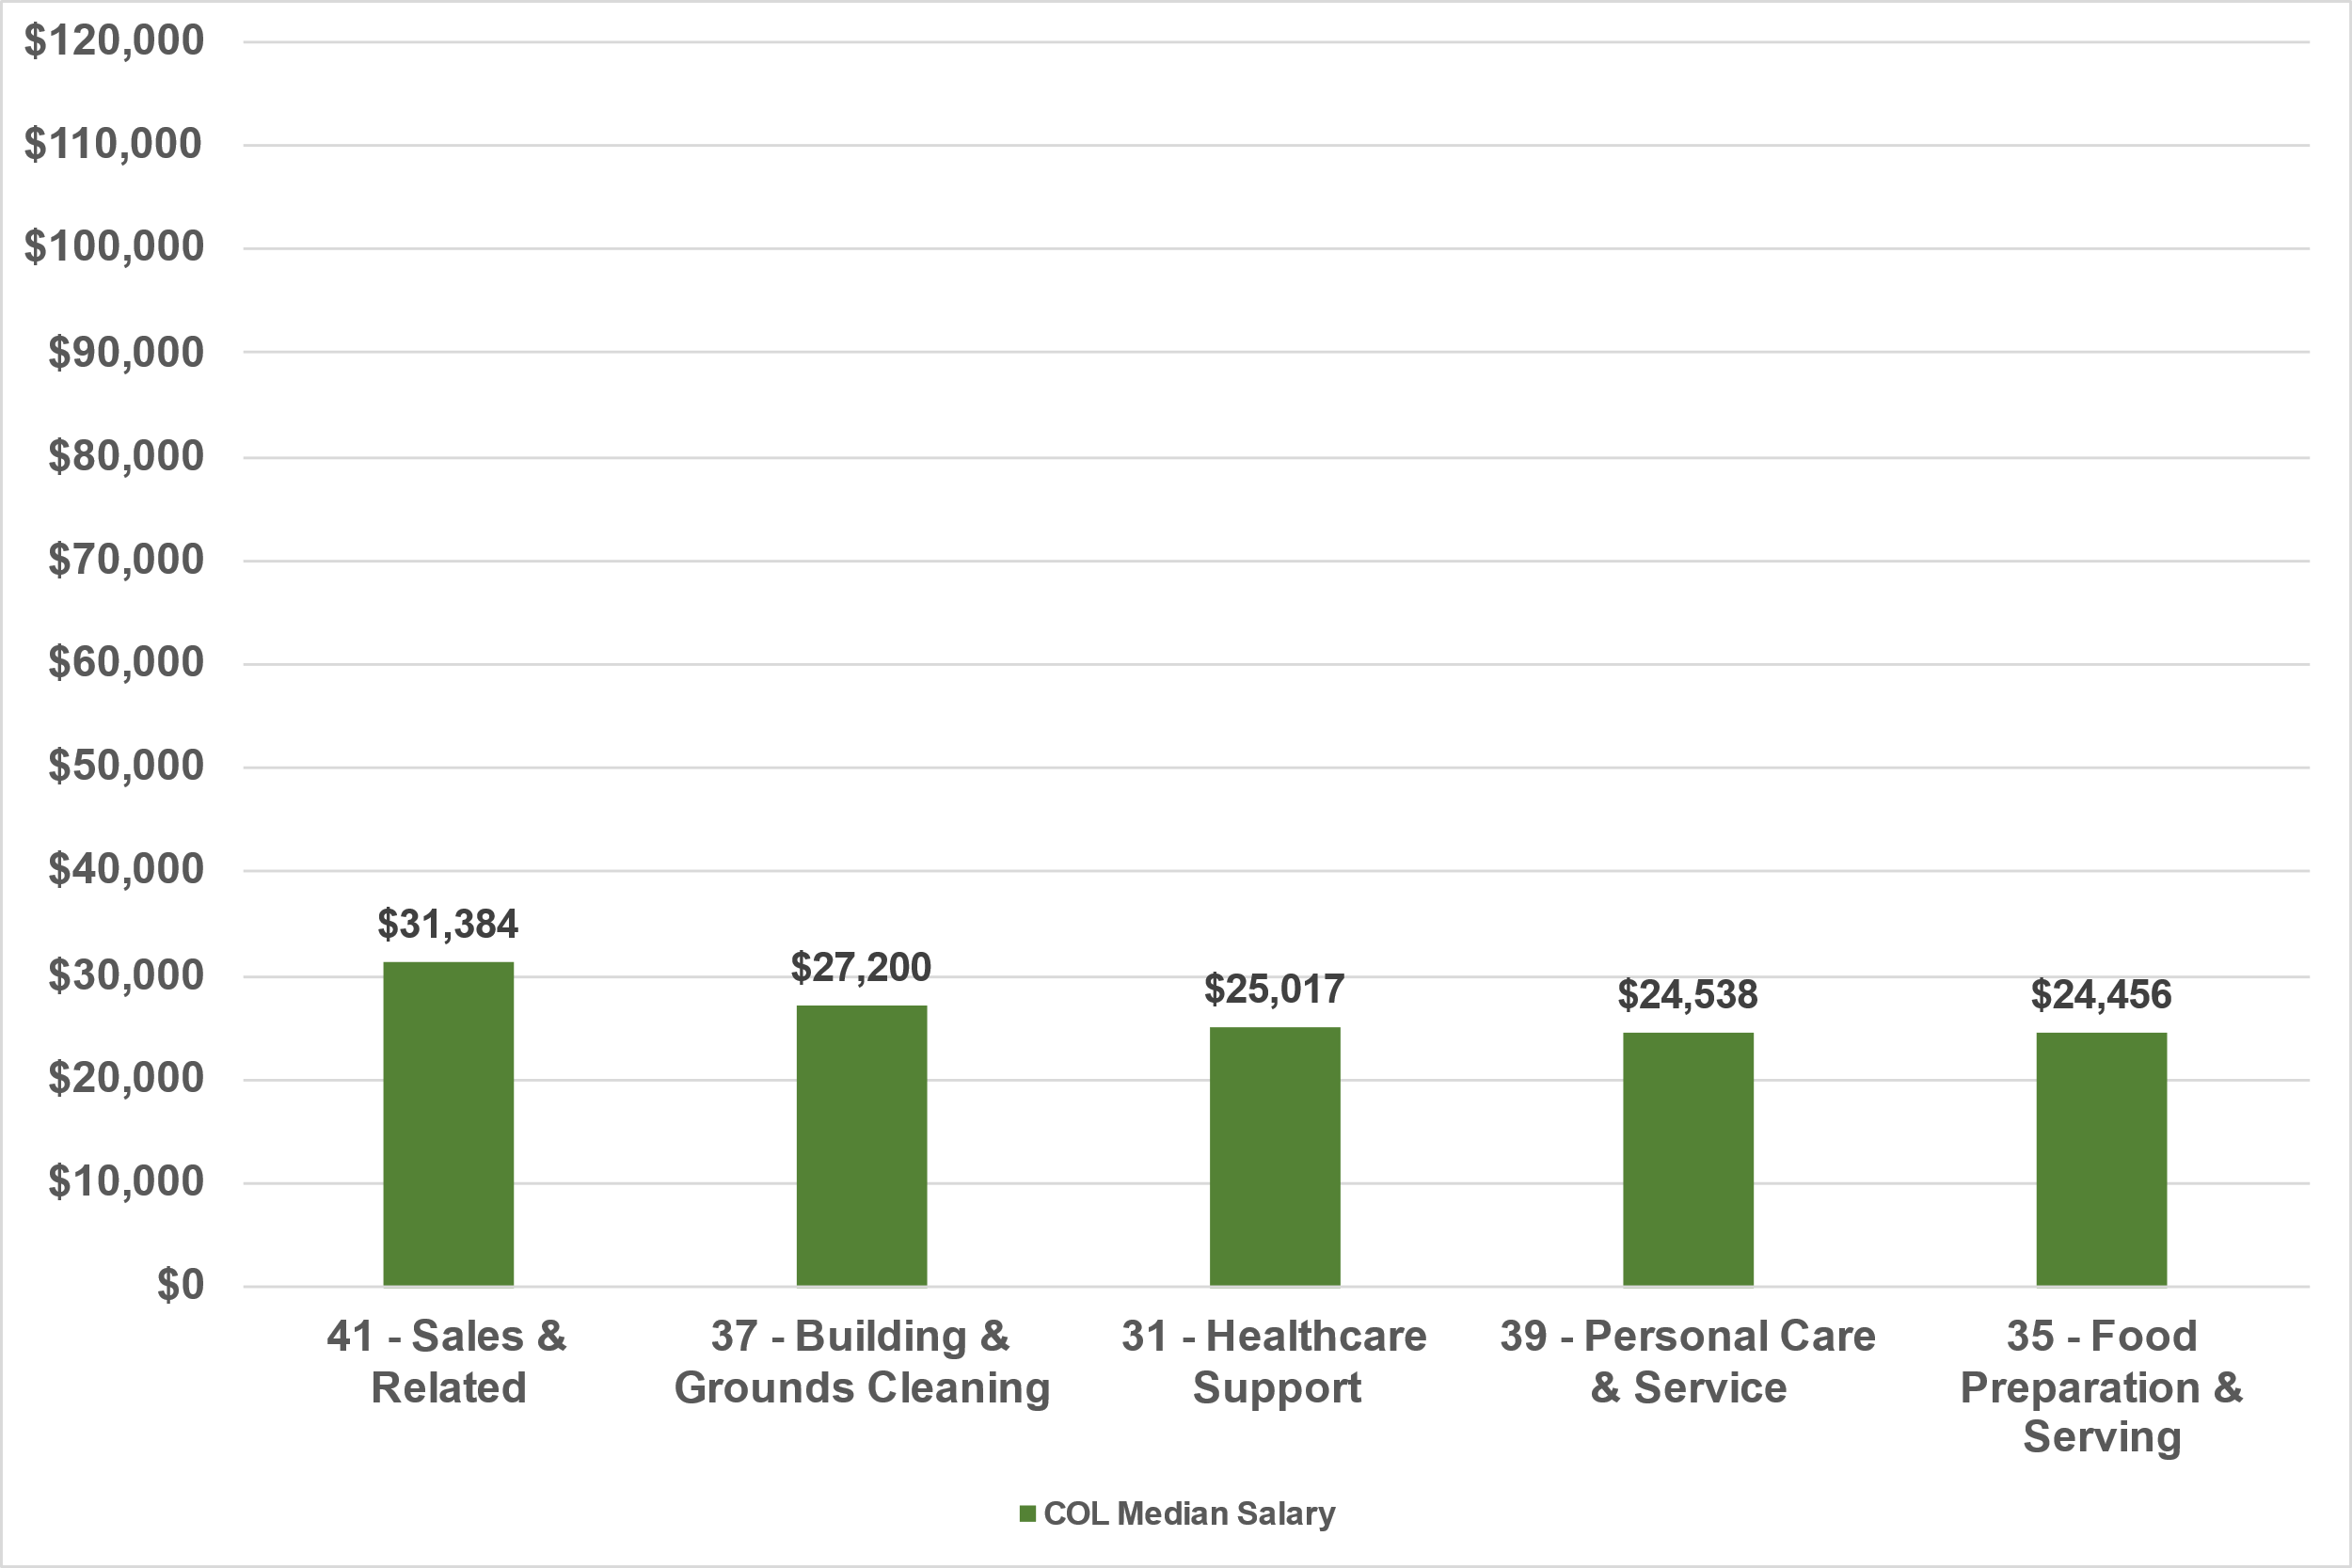 $120,000
$110,000
$100,000
$90,000
$80,000
$70,000
$60,000
$50,000
$40,000
$30,000
$20,000
$10,000
$0
$31,384
$27,200
$25,017
$24,538
$24,456
41 - Sales &
Related
37 - Building &
Grounds Cleaning
31 - Healthcare
Support
39 - Personal Care
& Service
35 - Food
Preparation &
Serving
COL Median Salary